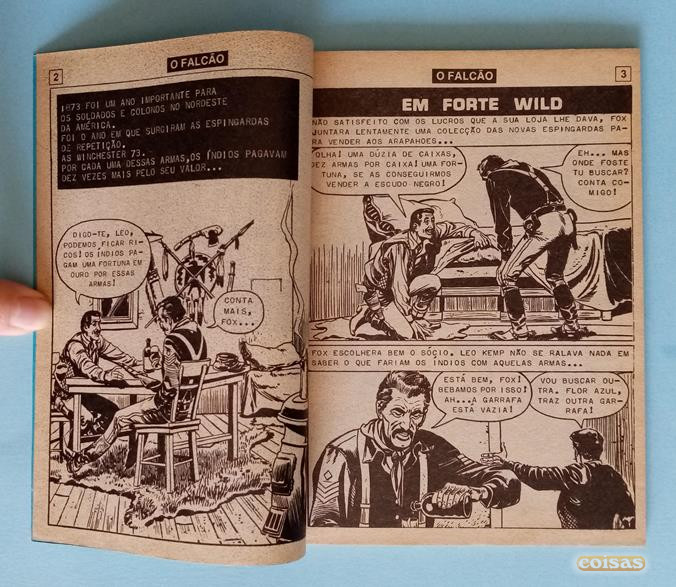 2
O FALCÃO
1873 FOI UM ANO IMPORTANTE PARA
OS SOLDADOS E COLONOS NO NORDESTE
DA AMÉRICA.
FOI O ANO EM QUE SURGIRAM AS ESPINGARDAS
DE REPETIÇÃO.
AS WINCHESTER 73.
POR CADA UMA DESSAS ARMAS,OS ÍNDIOS PAGAVAM
DEZ VEZES MAIS PELO SEU VALOR...
DIGO-TE, LEO,
PODEMOS FICAR RI-
COS! OS ÍNDIOS PA-
GAM UMA FORTUNA EM
OURO POR ESSAS
ARMAS!
CONTA
MAIS,
FOX...
O FALCÃO
3
EM FORTE WILD
NÃO SATISFEITO COM OS LUCROS QUE A SUA LOJA LHE DAVA, FOX
JUNTARA LENTAMENTE UMA COLECÇÃO DAS NOVAS ESPINGARDAS PA-
RA VENDER AOS ARAPAHOES...
OLHA! UMA DÚZIA DE CAIXAS,
DEZ ARMAS POR CAIXA! UMA FOR-
TUNA, SE AS CONSEGUIRMOS
VENDER A ESCUDO NEGRO!
EH... MAS
ONDE FOSTE
TU BUSCAR?
CONTA CO-
MIGO!
FOX ESCOLHERA BEM O SÓCIO. LEO KEMP NÃO SE RALAVA NADA EM
SABER O QUE FARIAM OS ÍNDIOS COM AQUELAS ARMAS...
ESTÁ BEM, FOX!
BEBAMOS POR ISSO!
AH...A GARRAFA
ESTÁ VAZIA!
VOU BUSCAR OU-
TRA. FLOR AZUL,
TRAZ OUTRA GAR-
RAFA!
coisas